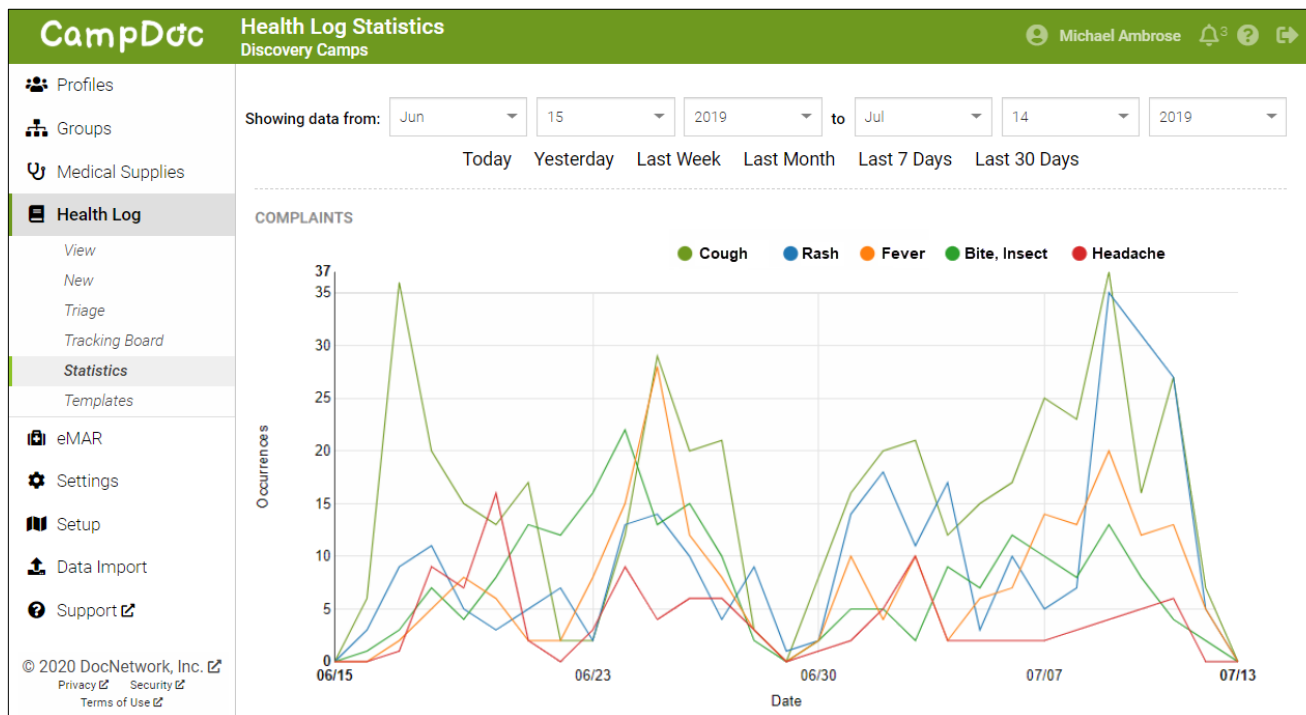 CampDoc
Health Log Statistics
Discovery Camps
Michael Ambrose
3
Profiles
Groups
Medical Supplies
Health Log
View
New
Triage
Tracking Board
Statistics
Templates
eMAR
Settings
Setup
Data Import
Support
© 2020 DocNetwork, Inc.
Privacy Security
Terms of Use
Showing data from: Jun 15 2019 to Jul 14 2019
Today Yesterday Last Week Last Month Last 7 Days Last 30 Days
COMPLAINTS
Cough Rash Fever Bite, Insect Headache
37
35
30
25
20
15
10
5
0
Occurrences
06/15 06/23 06/30 07/07 07/13
Date